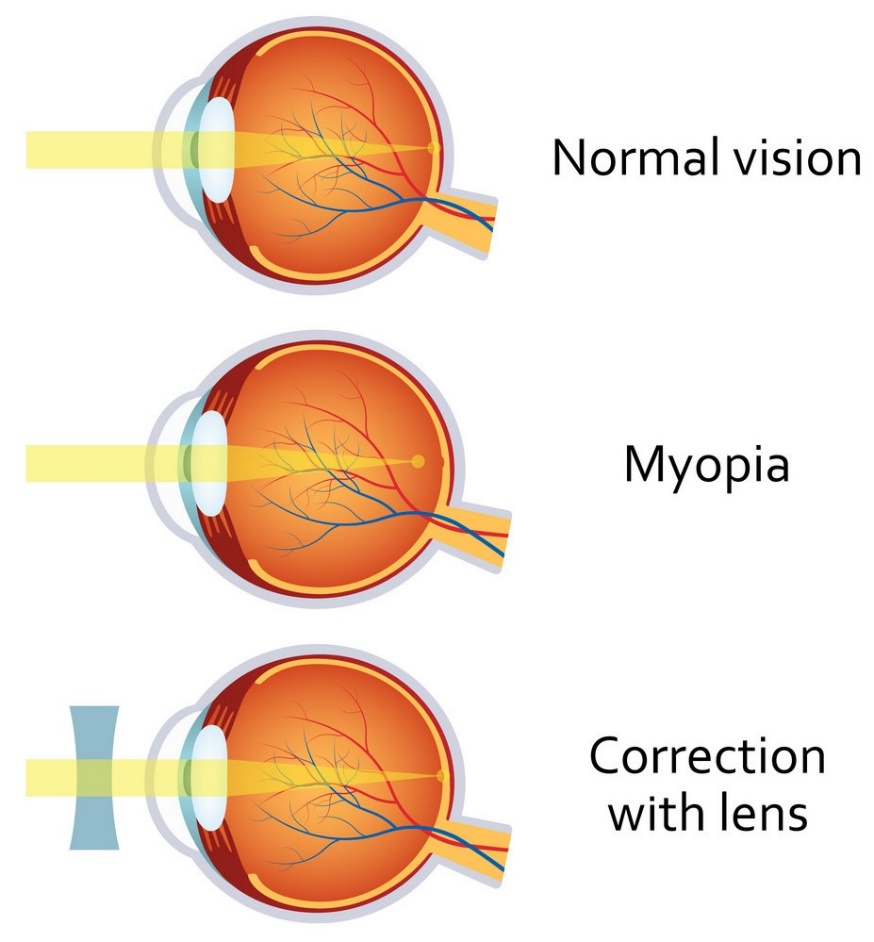 Normal vision
Myopia
Correction
with lens